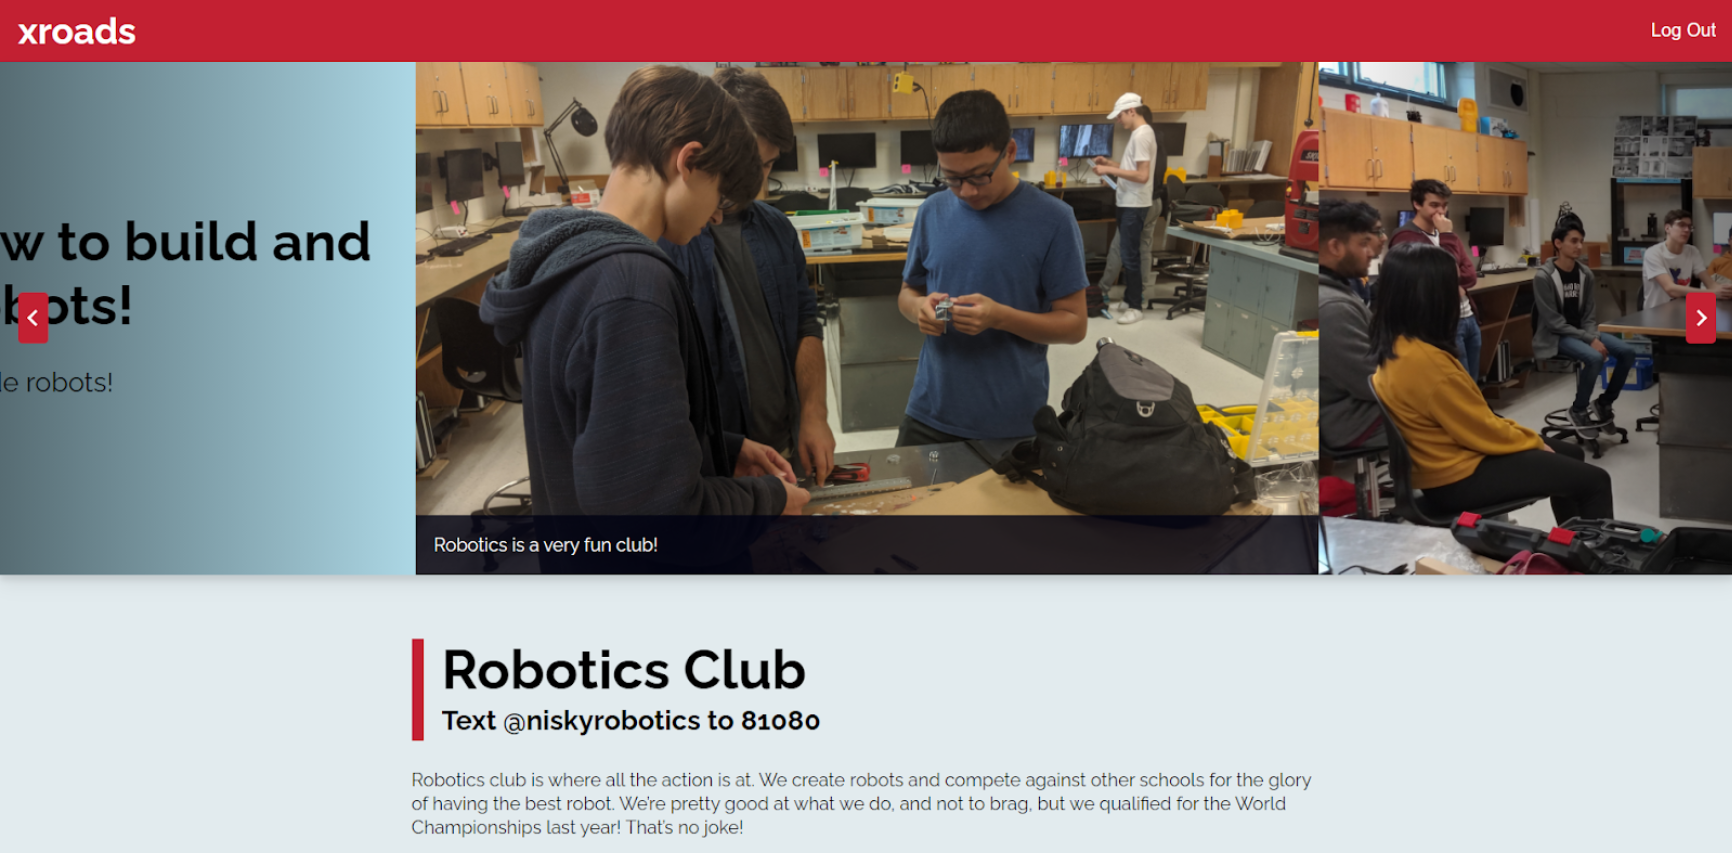 xroads
Log Out
w to build and
bots!
le robots!
Robotics is a very fun club!
Robotics Club
Text @niskyrobotics to 81080
Robotics club is where all the action is at. We create robots and compete against other schools for the glory
of having the best robot. We're pretty good at what we do, and not to brag, but we qualified for the World
Championships last year! That's no joke!